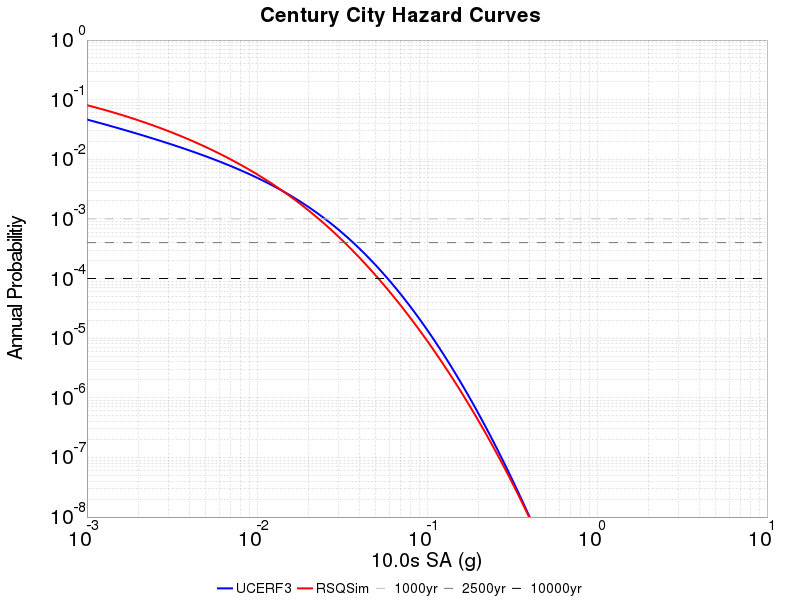 Century City Hazard Curves
10^0
10^-1
10^-2
10^-3
10^-4
10^-5
10^-6
10^-7
10^-8
Annual Probabilitiy
10^-3 10^-2 10^-1 10^0 10^1
10.0s SA (g)
UCERF3 RSQSim 1000yr 2500yr 10000yr